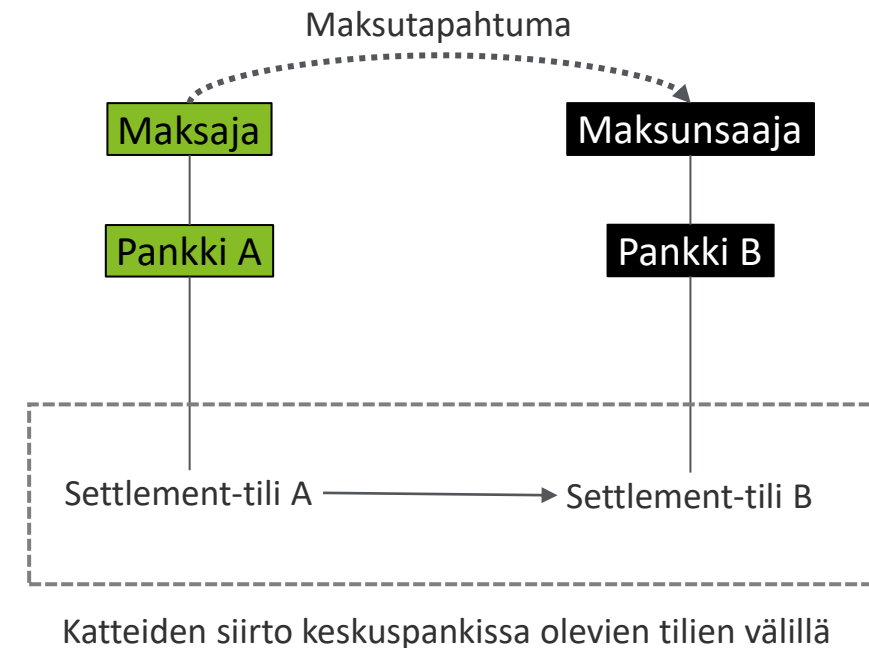 Maksutapahtuma
Maksaja
Maksunsaaja
Pankki A
Pankki B
Settlement-tili A
Settlement-tili B
Katteiden siirto keskuspankissa olevien tilien välillä